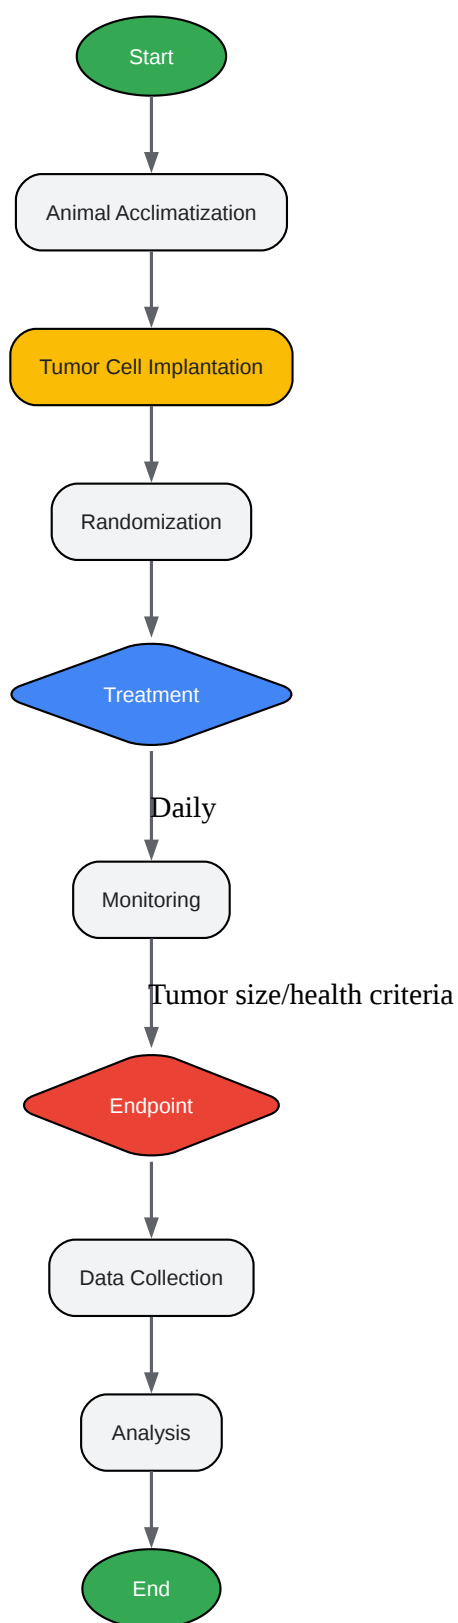 Start
Animal Acclimatization
Tumor Cell Implantation
Randomization
Treatment
Daily
Monitoring
Tumor size/health criteria
Endpoint
Data Collection
Analysis
End